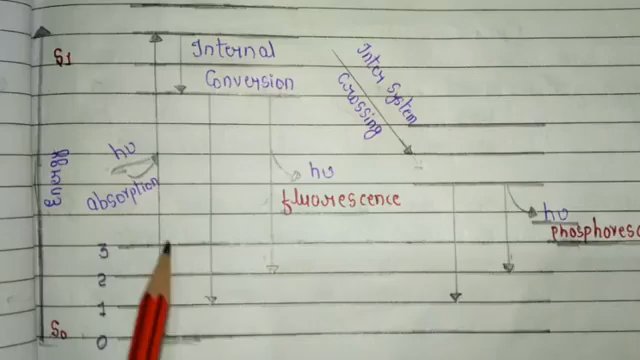 S1
Internal
Conversion
Inter System
Crossing
Energy
hν
absorption
hν
fluorescence
hν
phosphoresc
3
2
1
S0
0